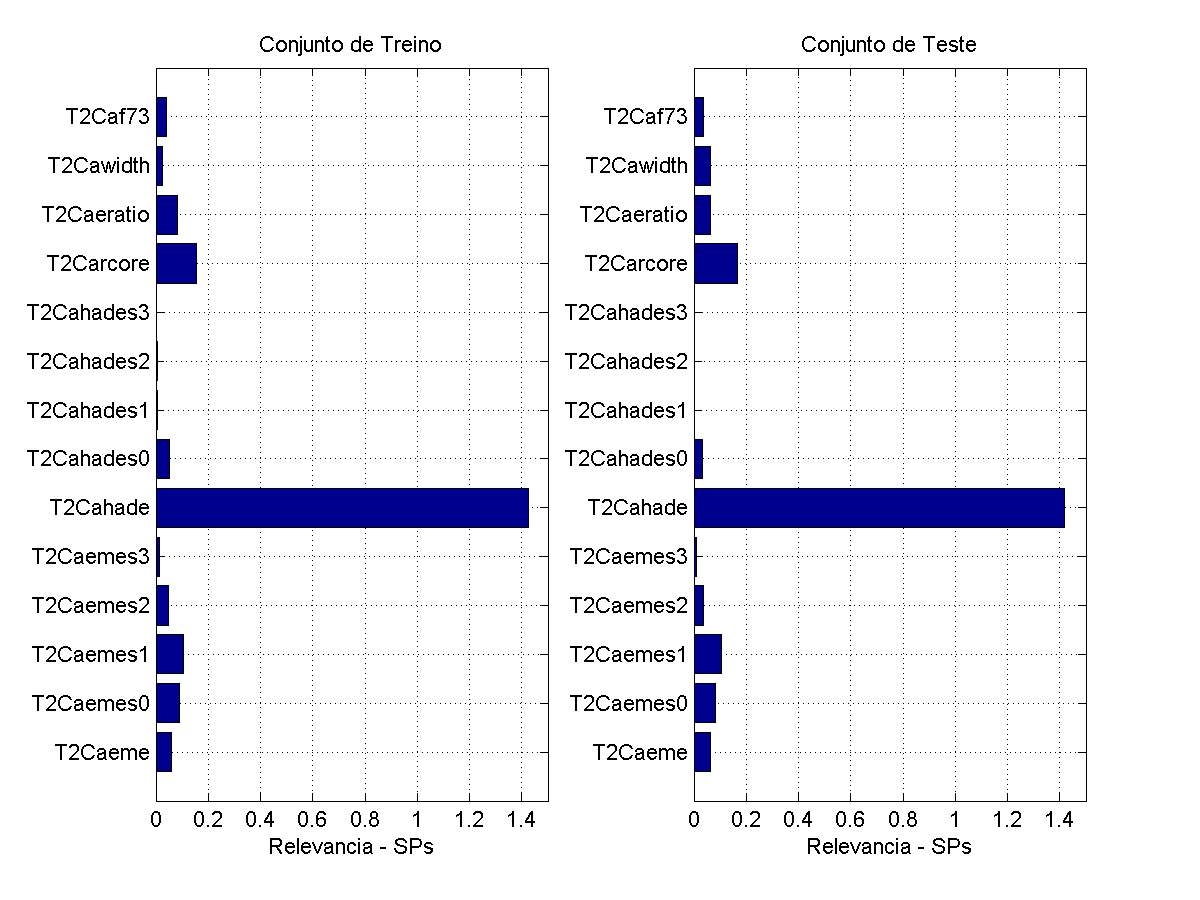 Conjunto de Treino
T2Caf73
T2Cawidth
T2Caeratio
T2Carcore
T2Cahades3
T2Cahades2
T2Cahades1
T2Cahades0
T2Cahade
T2Caemes3
T2Caemes2
T2Caemes1
T2Caemes0
T2Caeme
0 0.2 0.4 0.6 0.8 1 1.2 1.4
Relevancia - SPs
Conjunto de Teste
T2Caf73
T2Cawidth
T2Caeratio
T2Carcore
T2Cahades3
T2Cahades2
T2Cahades1
T2Cahades0
T2Cahade
T2Caemes3
T2Caemes2
T2Caemes1
T2Caemes0
T2Caeme
0 0.2 0.4 0.6 0.8 1 1.2 1.4
Relevancia - SPs